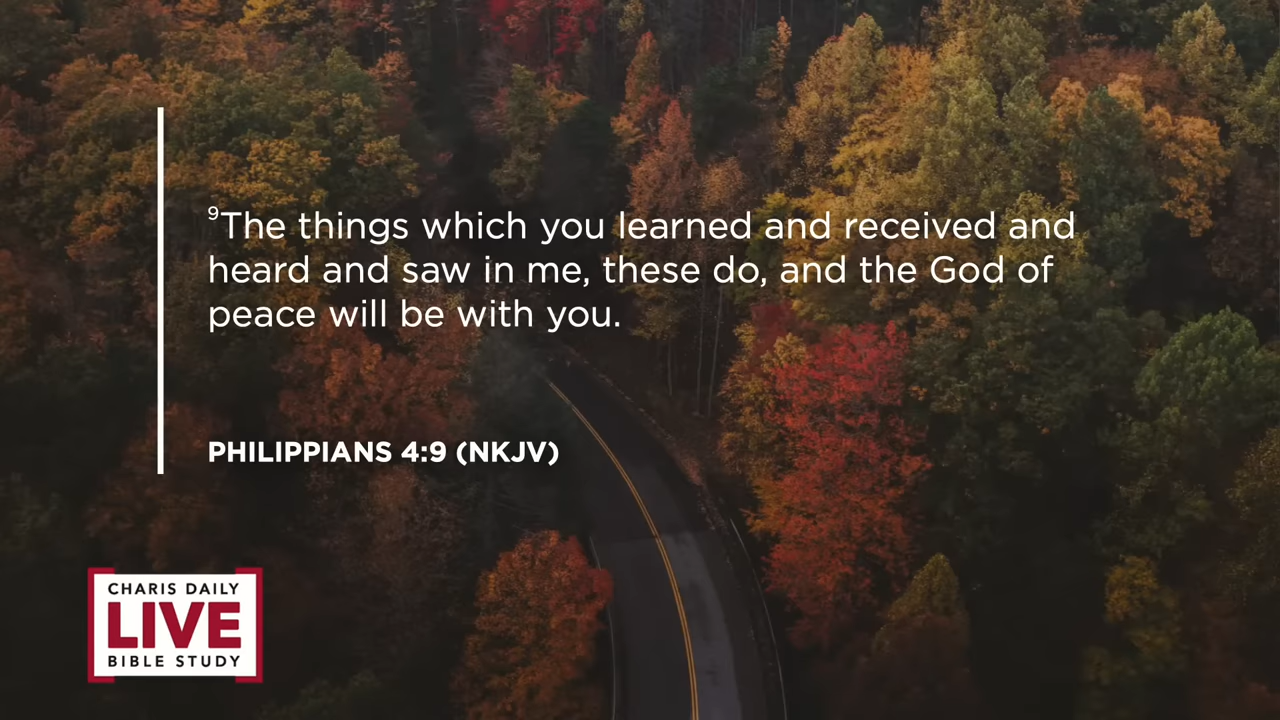 ⁹The things which you learned and received and
heard and saw in me, these do, and the God of
peace will be with you.
PHILIPPIANS 4:9 (NKJV)
CHARIS DAILY
LIVE
BIBLE STUDY